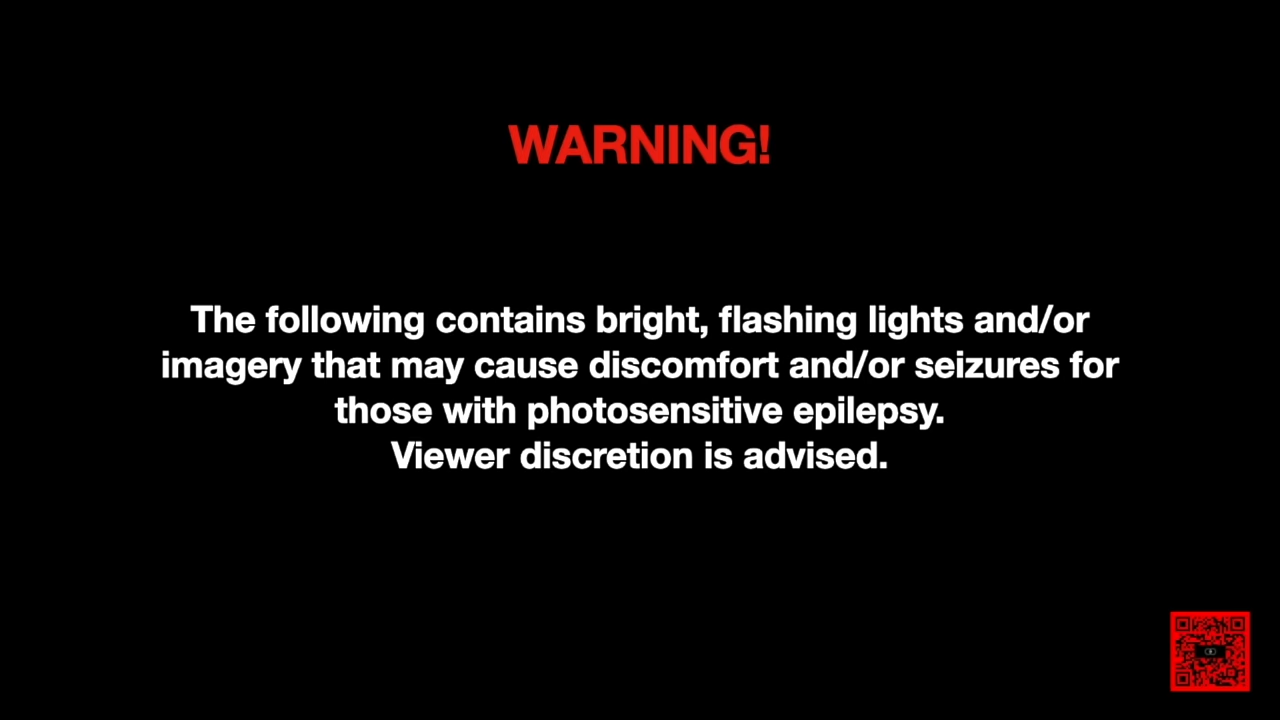 WARNING!
The following contains bright, flashing lights and/or
imagery that may cause discomfort and/or seizures for
those with photosensitive epilepsy.
Viewer discretion is advised.